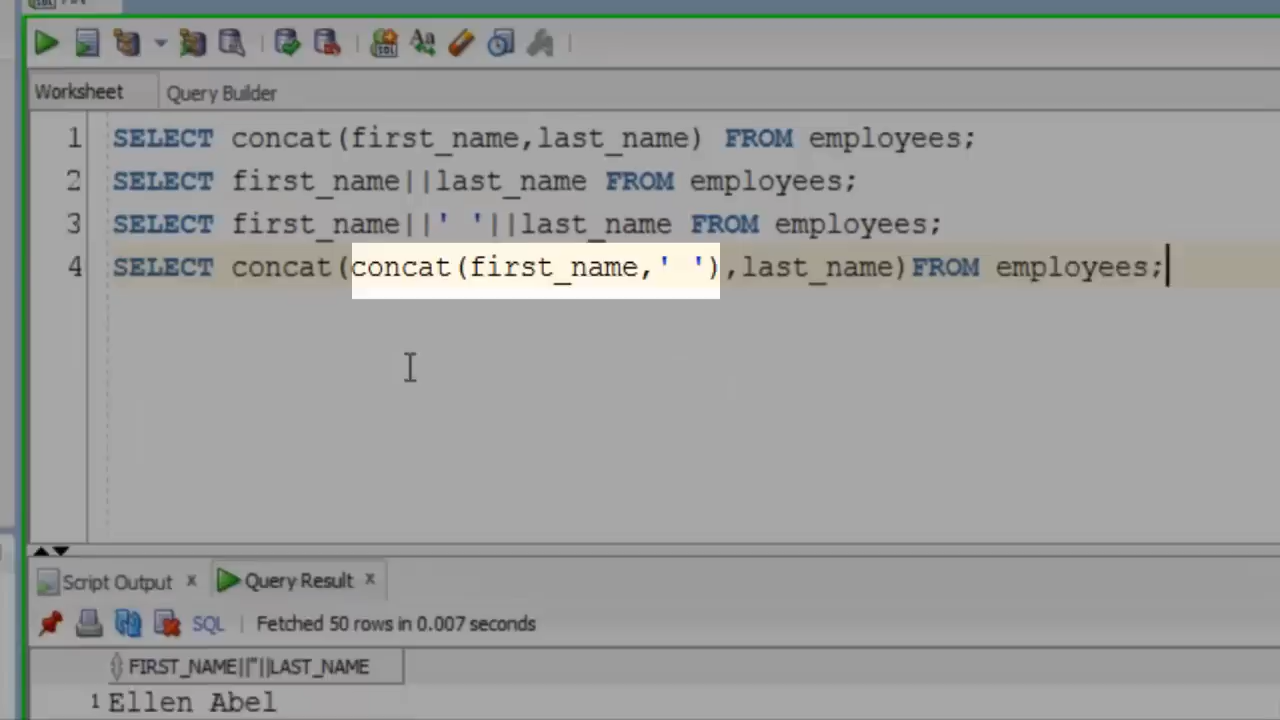 Worksheet Query Builder
1 SELECT concat(first_name,last_name) FROM employees;
2 SELECT first_name||last_name FROM employees;
3 SELECT first_name||' '||last_name FROM employees;
4 SELECT concat(concat(first_name,' '),last_name)FROM employees;
Script Output x Query Result x
SQL | Fetched 50 rows in 0.007 seconds
FIRST_NAME||''||LAST_NAME
1 Ellen Abel